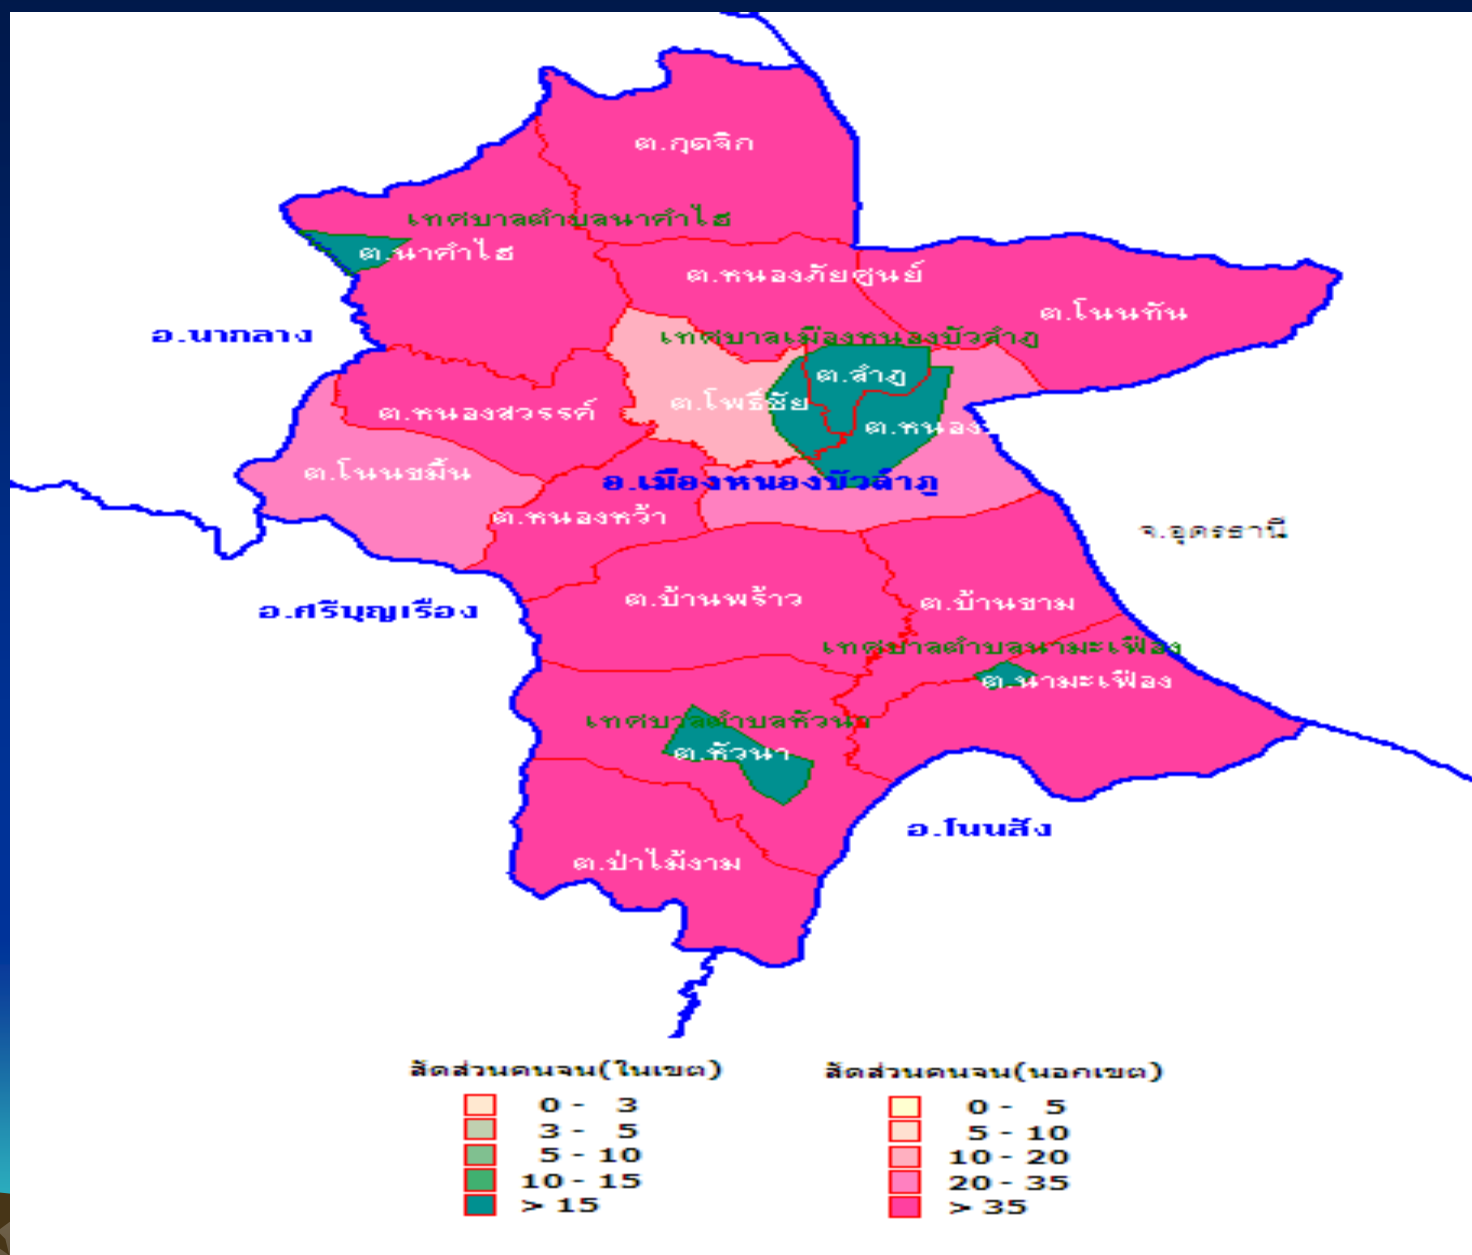 ต.กุดจิก
เทศบาลตำบลนาคำไฮ
ต.นาคำไฮ
ต.หนองภัยศูนย์
ต.โนนทัน
อ.นากลาง
เทศบาลเมืองหนองบัวลำภู
ต.ลำภู
ต.โพธิ์ชัย
ต.หนอง
ต.หนองสวรรค์
ต.โนนขมิ้น
อ.เมืองหนองบัวลำภู
ต.หนองหว้า
จ.อุดรธานี
ต.บ้านพร้าว
ต.บ้านขาม
อ.ศรีบุญเรือง
เทศบาลตำบลนามะเฟือง
ต.นามะเฟือง
เทศบาลตำบลหัวนา
ต.หัวนา
อ.โนนสัง
ต.ป่าไม้งาม
สัดส่วนคนจน(ในเขต)
0 - 3
3 - 5
5 - 10
10 - 15
> 15
สัดส่วนคนจน(นอกเขต)
0 - 5
5 - 10
10 - 20
20 - 35
> 35